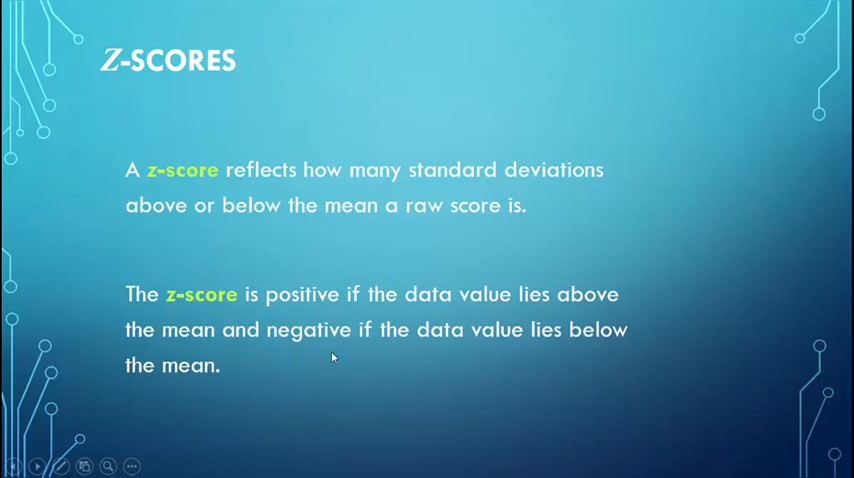 Z-SCORES
A z-score reflects how many standard deviations
above or below the mean a raw score is.
The z-score is positive if the data value lies above
the mean and negative if the data value lies below
the mean.